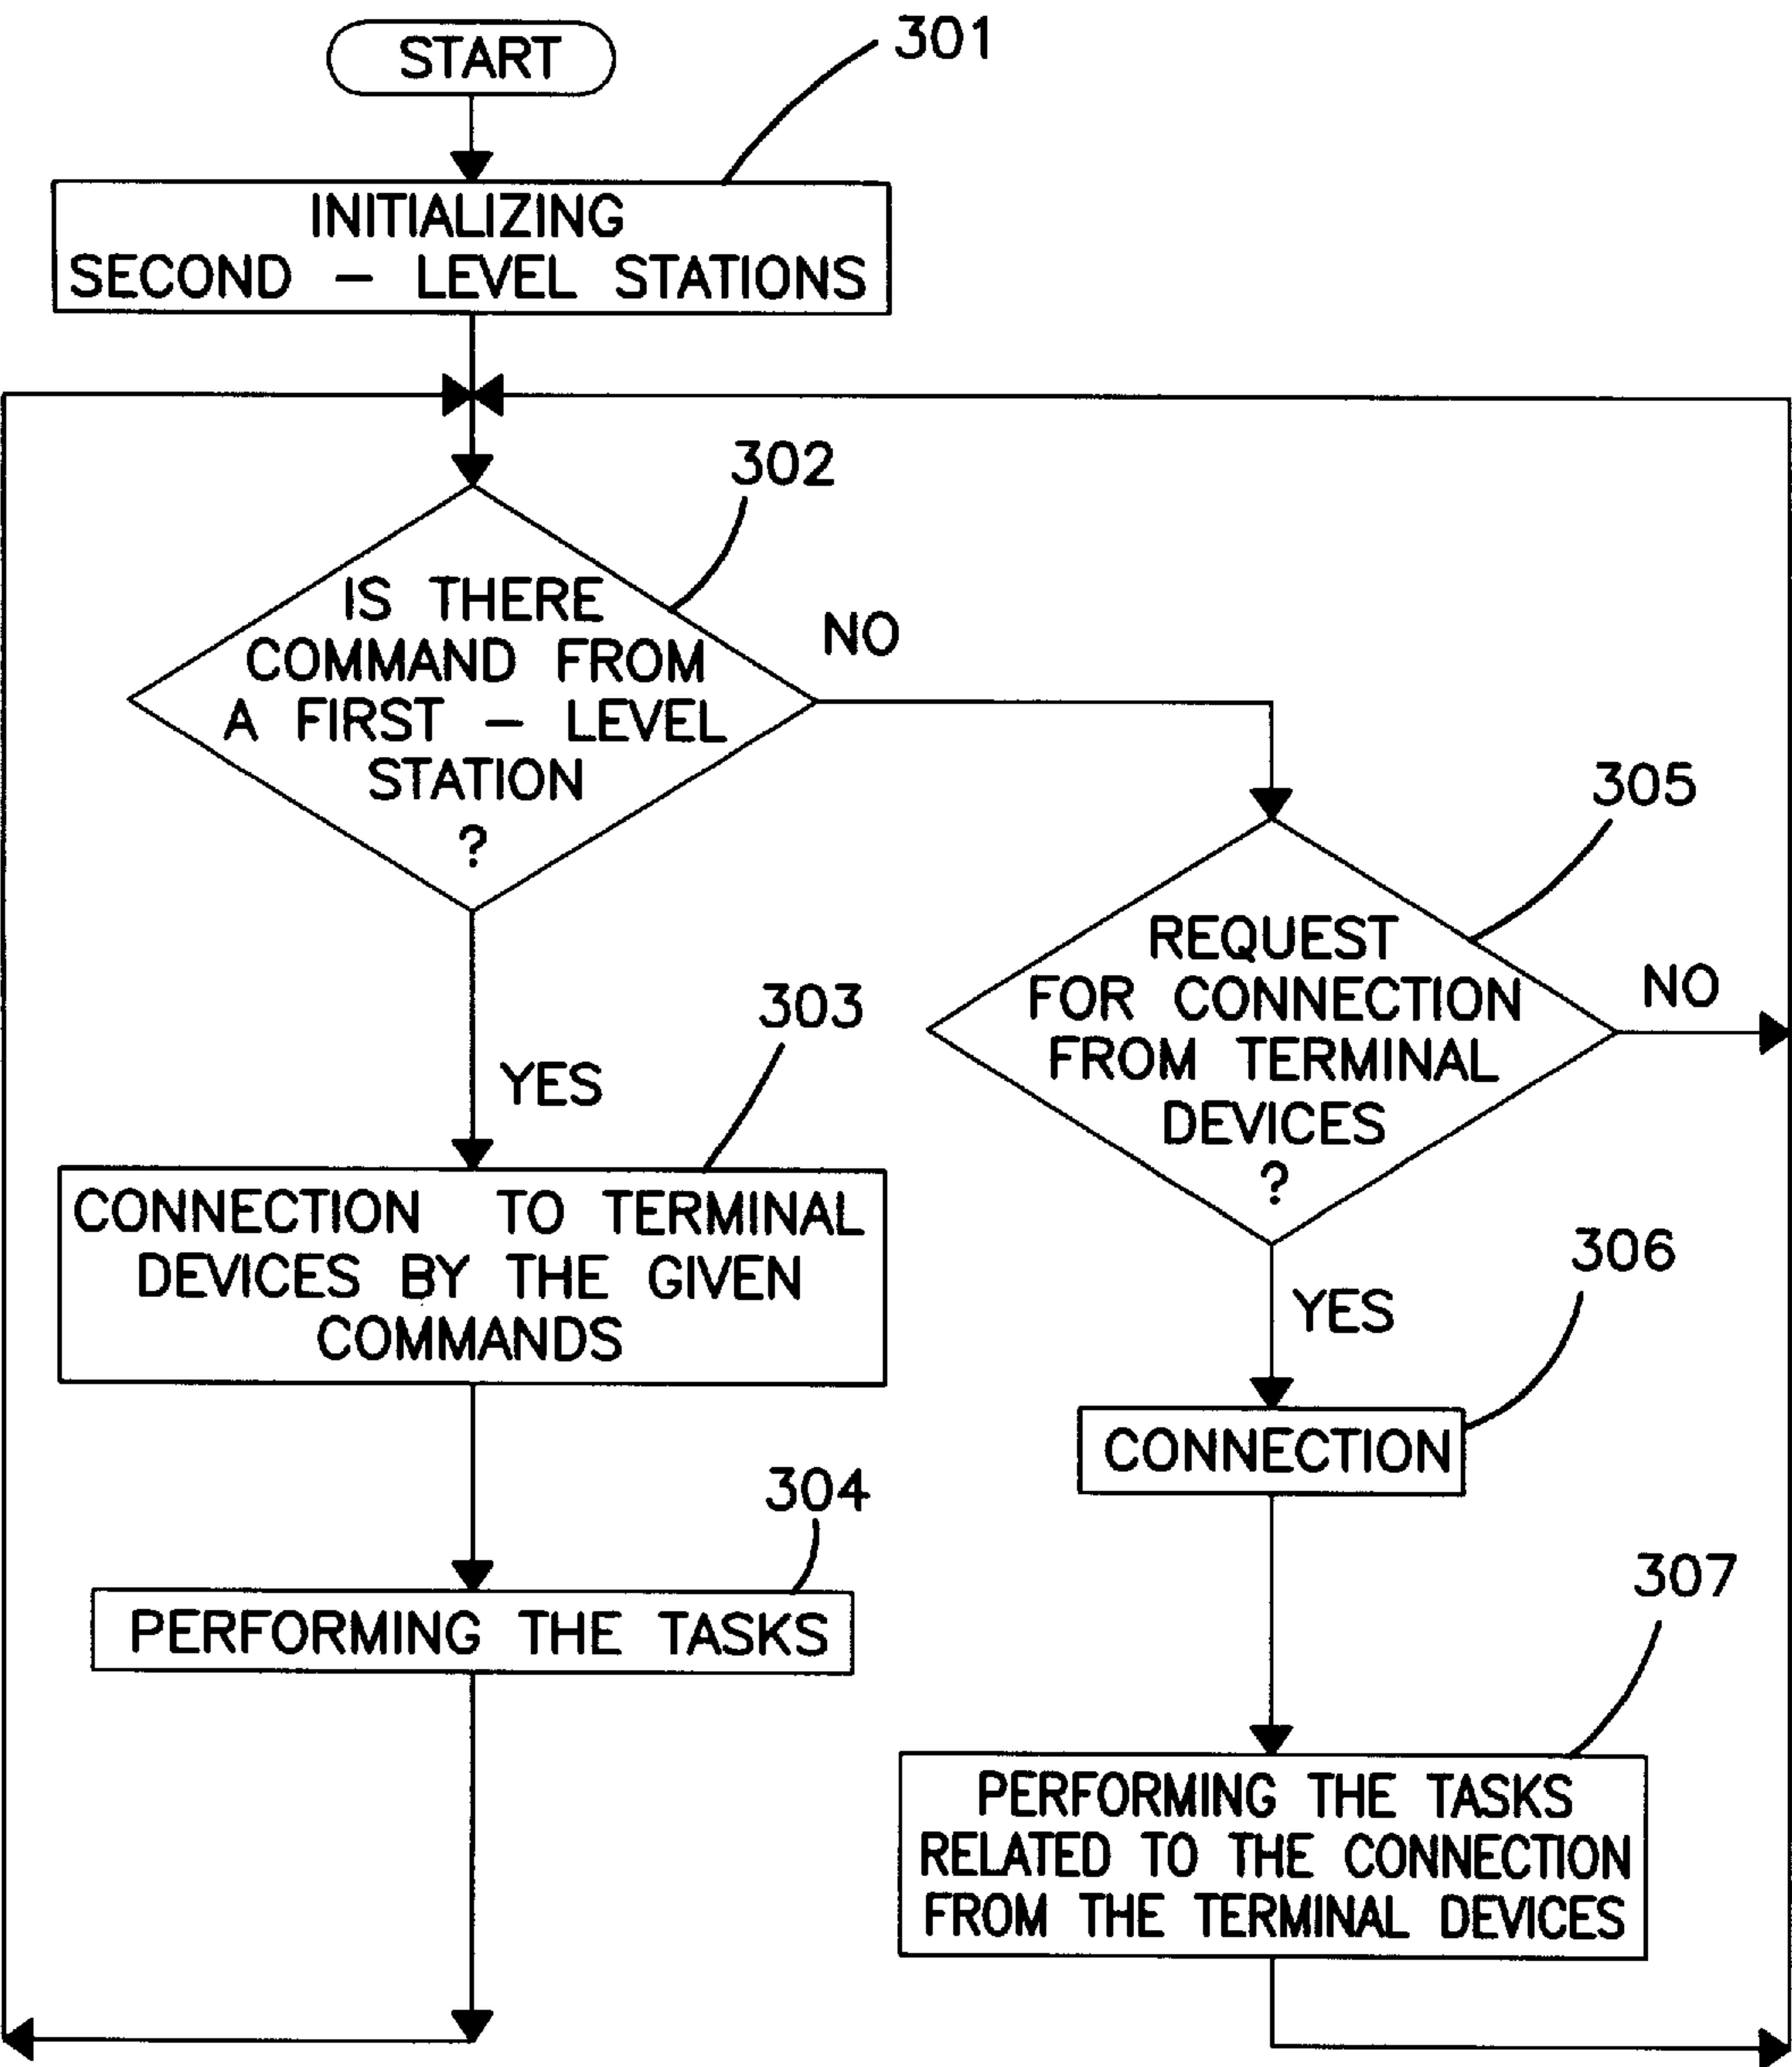 START
301
INITIALIZING
SECOND – LEVEL STATIONS
302
IS THERE
COMMAND FROM
A FIRST – LEVEL
STATION
?
NO
YES
303
CONNECTION TO TERMINAL
DEVICES BY THE GIVEN
COMMANDS
304
PERFORMING THE TASKS
305
REQUEST
FOR CONNECTION
FROM TERMINAL
DEVICES
?
NO
YES
306
CONNECTION
307
PERFORMING THE TASKS
RELATED TO THE CONNECTION
FROM THE TERMINAL DEVICES